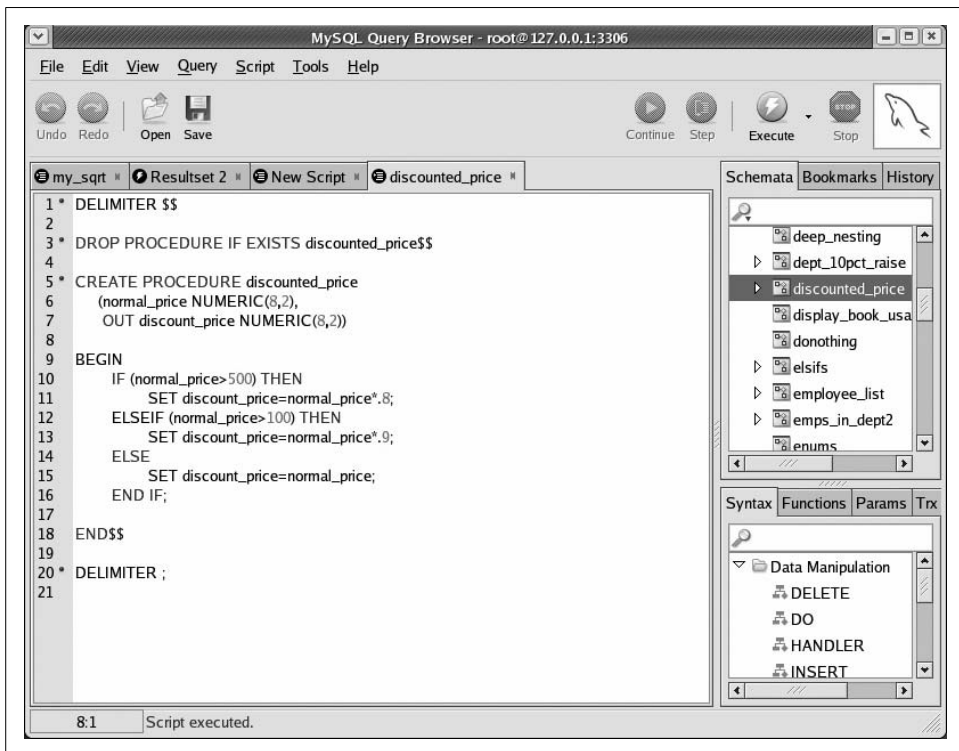 MySQL Query Browser - root@127.0.0.1:3306
File Edit View Query Script Tools Help
Undo Redo Open Save Continue Step Execute STOP Stop
my_sqrt Resultset 2 New Script discounted_price
1 * DELIMITER $$
2
3 * DROP PROCEDURE IF EXISTS discounted_price$$
4
5 * CREATE PROCEDURE discounted_price
6 (normal_price NUMERIC(8,2),
7 OUT discount_price NUMERIC(8,2))
8
9 BEGIN
10 IF (normal_price>500) THEN
11 SET discount_price=normal_price*.8;
12 ELSEIF (normal_price>100) THEN
13 SET discount_price=normal_price*.9;
14 ELSE
15 SET discount_price=normal_price;
16 END IF;
17
18 END$$
19
20 * DELIMITER ;
21
Schemata Bookmarks History
deep_nesting
dept_10pct_raise
discounted_price
display_book_usa
donothing
elsifs
employee_list
emps_in_dept2
enums
Syntax Functions Params Trx
Data Manipulation
DELETE
DO
HANDLER
INSERT
8:1 Script executed.